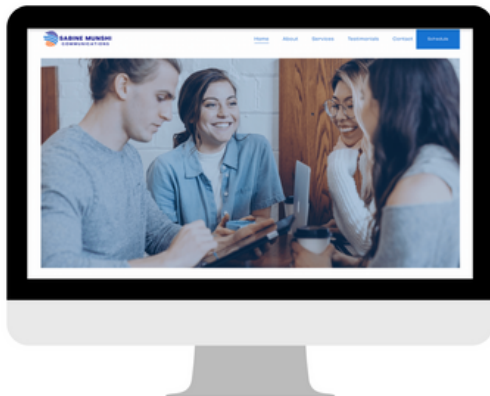 SABINE MUNSHI
COMMUNICATIONS
Home About Services Testimonials Contact Schedule